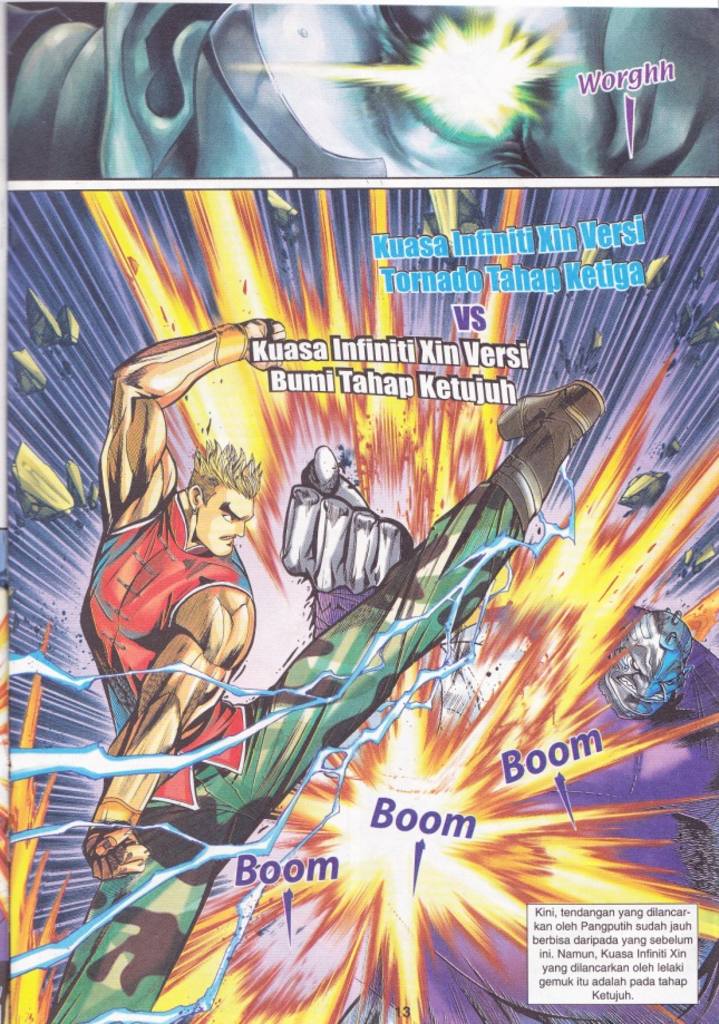 Worghh
Kuasa Infiniti Xin Versi
Tornado Tahap Ketiga
VS
Kuasa Infiniti Xin Versi
Bumi Tahap Ketujuh
Boom
Boom
Boom
Kini, tendangan yang dilancar-
kan oleh Pangputih sudah jauh
berbisa daripada yang sebelum
ini. Namun, Kuasa Infiniti Xin
yang dilancarkan oleh lelaki
gemuk itu adalah pada tahap
Ketujuh.
13